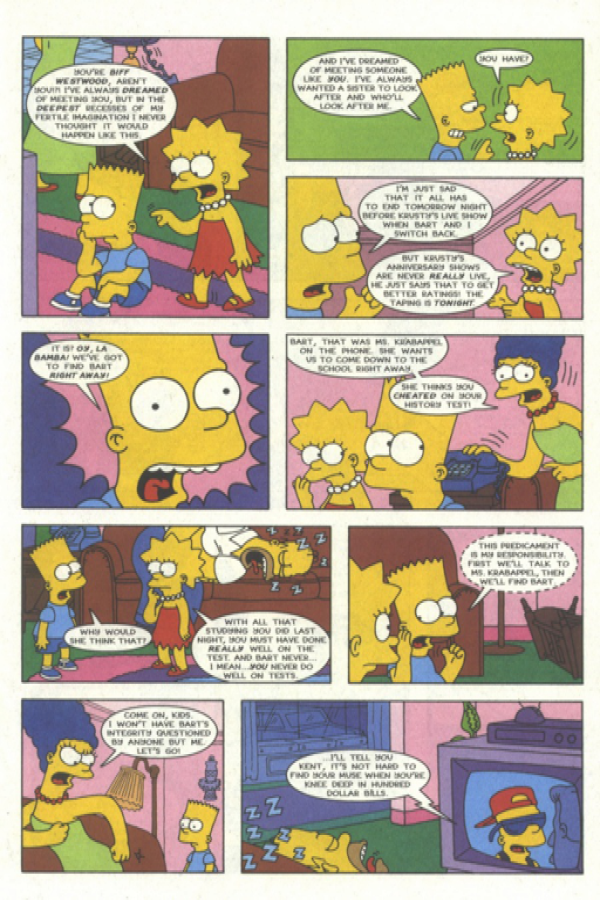 YOU'RE BIFF
WESTWOOD, AREN'T
YOU?! I'VE ALWAYS DREAMED
OF MEETING YOU, BUT IN THE
DEEPEST RECESSES OF MY
FERTILE IMAGINATION I NEVER
THOUGHT IT WOULD
HAPPEN LIKE THIS.
AND I'VE DREAMED
OF MEETING SOMEONE
LIKE YOU. I'VE ALWAYS
WANTED A SISTER TO LOOK
AFTER AND WHO'LL
LOOK AFTER ME.
YOU HAVE?
I'M JUST SAD
THAT IT ALL HAS
TO END TOMORROW NIGHT
BEFORE KRUSTY'S LIVE SHOW
WHEN BART AND I
SWITCH BACK.
BUT KRUSTY'S
ANNIVERSARY SHOWS
ARE NEVER REALLY LIVE,
HE JUST SAYS THAT TO GET
BETTER RATINGS! THE
TAPING IS TONIGHT.
IT IS? OY, LA
BAMBA! WE'VE GOT
TO FIND BART
RIGHT AWAY!
BART, THAT WAS MS. KRABAPPEL
ON THE PHONE. SHE WANTS
US TO COME DOWN TO THE
SCHOOL RIGHT AWAY.
SHE THINKS YOU
CHEATED ON YOUR
HISTORY TEST!
Z Z Z Z Z Z
WHY WOULD
SHE THINK THAT?
WITH ALL THAT
STUDYING YOU DID LAST
NIGHT, YOU MUST HAVE DONE
REALLY WELL ON THE
TEST. AND BART NEVER...
I MEAN...YOU NEVER DO
WELL ON TESTS.
THIS PREDICAMENT
IS MY RESPONSIBILITY.
FIRST WE'LL TALK TO
MS. KRABAPPEL, THEN
WE'LL FIND BART.
COME ON, KIDS.
I WON'T HAVE BART'S
INTEGRITY QUESTIONED
BY ANYONE BUT ME.
LET'S GO!
...I'LL TELL YOU
KENT, IT'S NOT HARD TO
FIND YOUR MUSE WHEN YOU'RE
KNEE DEEP IN HUNDRED
DOLLAR BILLS.
Z Z Z Z Z Z Z